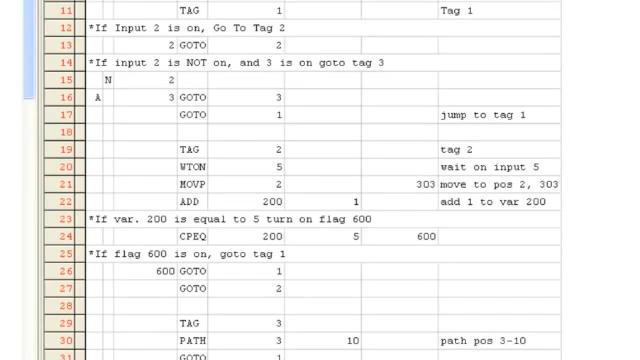 11 TAG 1 Tag 1
12 *If Input 2 is on, Go To Tag 2
13 2 GOTO 2
14 *If input 2 is NOT on, and 3 is on goto tag 3
15 N 2
16 A 3 GOTO 3
17 GOTO 1 jump to tag 1
18
19 TAG 2 tag 2
20 WTON 5 wait on input 5
21 MOVP 2 303 move to pos 2, 303
22 ADD 200 1 add 1 to var 200
23 *If var. 200 is equal to 5 turn on flag 600
24 CPEQ 200 5 600
25 *If flag 600 is on, goto tag 1
26 600 GOTO 1
27 GOTO 2
28
29 TAG 3
30 PATH 3 10 path pos 3-10
31 GOTO 1